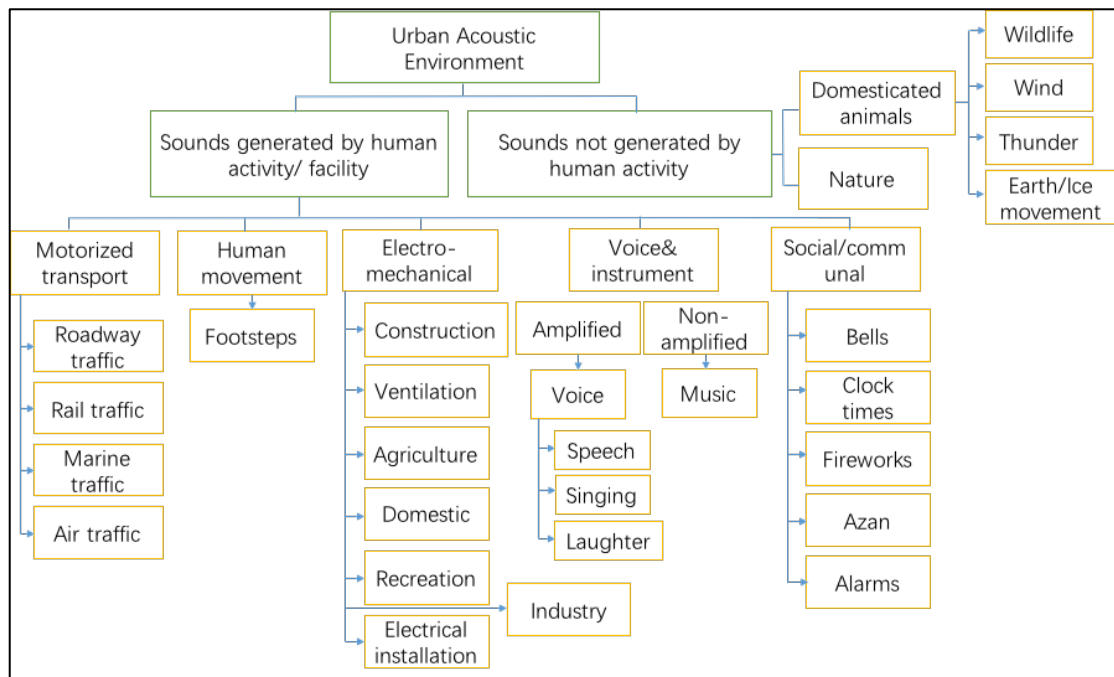 Urban Acoustic
Environment
Sounds generated by human
activity/ facility
Sounds not generated by
human activity
Domesticated
animals
Nature
Wildlife
Wind
Thunder
Earth/Ice
movement
Motorized
transport
Roadway
traffic
Rail traffic
Marine
traffic
Air traffic
Human
movement
Footsteps
Electro-
mechanical
Construction
Ventilation
Agriculture
Domestic
Recreation
Industry
Electrical
installation
Voice&
instrument
Amplified
Voice
Speech
Singing
Laughter
Non-
amplified
Music
Social/comm
unal
Bells
Clock
times
Fireworks
Azan
Alarms